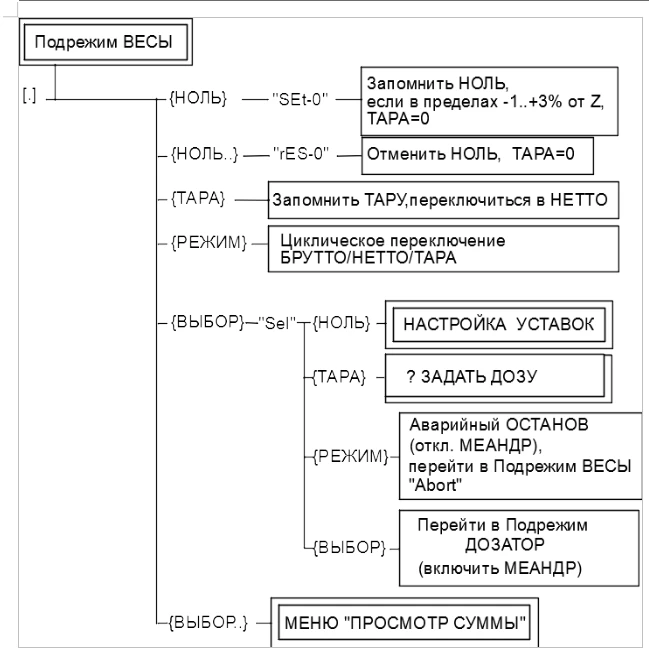 Подрежим ВЕСЫ
[.]
{НОЛЬ}
"SEt-0"
Запомнить НОЛЬ,
если в пределах -1..+3% от Z,
ТАРА=0
{НОЛЬ..}
"rES-0"
Отменить НОЛЬ, ТАРА=0
{ТАРА}
Запомнить ТАРУ,переключиться в НЕТТО
{РЕЖИМ}
Циклическое переключение
БРУТТО/НЕТТО/ТАРА
{ВЫБОР}
"Sel"
{НОЛЬ}
НАСТРОЙКА УСТАВОК
{ТАРА}
? ЗАДАТЬ ДОЗУ
{РЕЖИМ}
Аварийный ОСТАНОВ
(откл. МЕАНДР),
перейти в Подрежим ВЕСЫ
"Abort"
{ВЫБОР}
Перейти в Подрежим
ДОЗАТОР
(включить МЕАНДР)
{ВЫБОР..}
МЕНЮ "ПРОСМОТР СУММЫ"